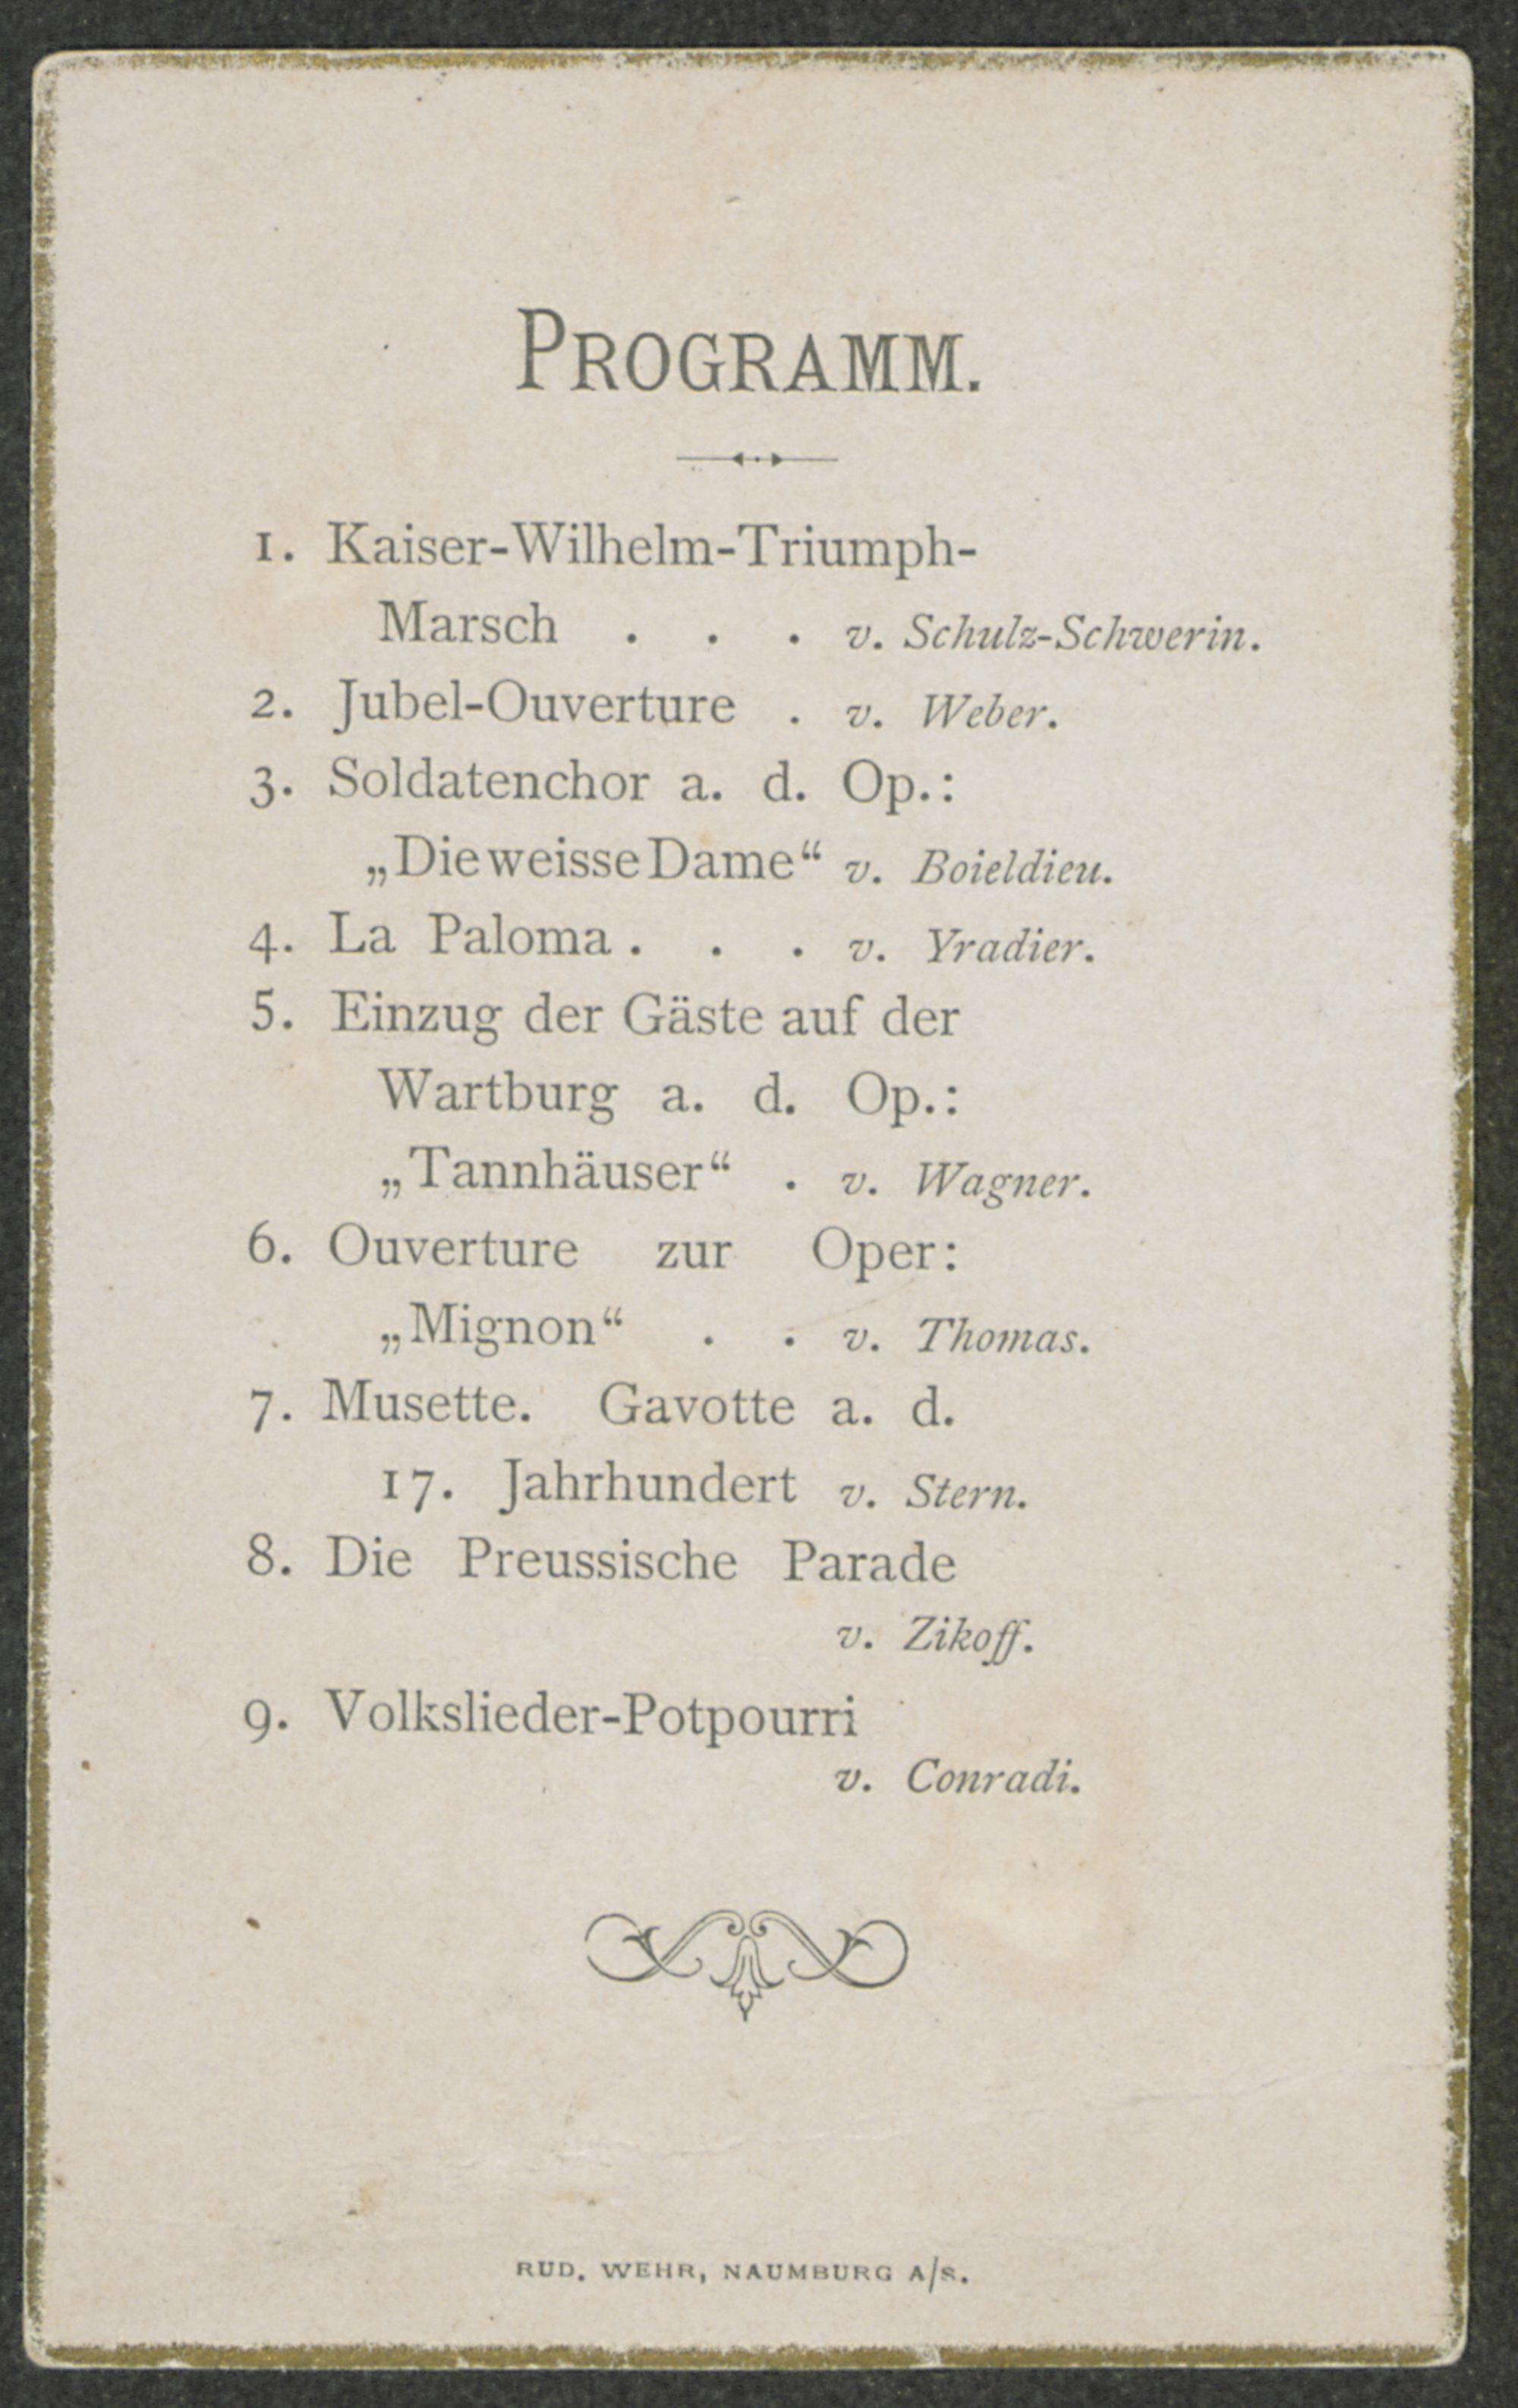 PROGRAMM.
1. Kaiser-Wilhelm-Triumph-
Marsch . . . v. Schulz-Schwerin.
2. Jubel-Ouverture . v. Weber.
3. Soldatenchor a. d. Op.:
„Die weisse Dame“ v. Boieldieu.
4. La Paloma . . . v. Yradier.
5. Einzug der Gäste auf der
Wartburg a. d. Op.:
„Tannhäuser“ . v. Wagner.
6. Ouverture zur Oper:
„Mignon“ . . v. Thomas.
7. Musette. Gavotte a. d.
17. Jahrhundert v. Stern.
8. Die Preussische Parade
v. Zikoff.
9. Volkslieder-Potpourri
v. Conradi.
RUD. WEHR, NAUMBURG A/S.